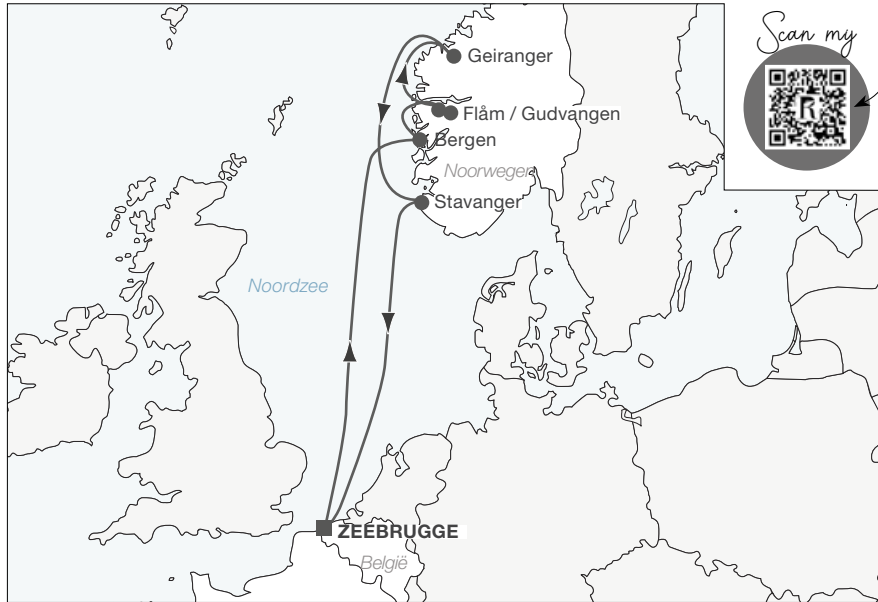 Scan my
R
Geiranger
Flåm / Gudvangen
Bergen
Noorwegen
Stavanger
Noordzee
ZEEBRUGGE
België